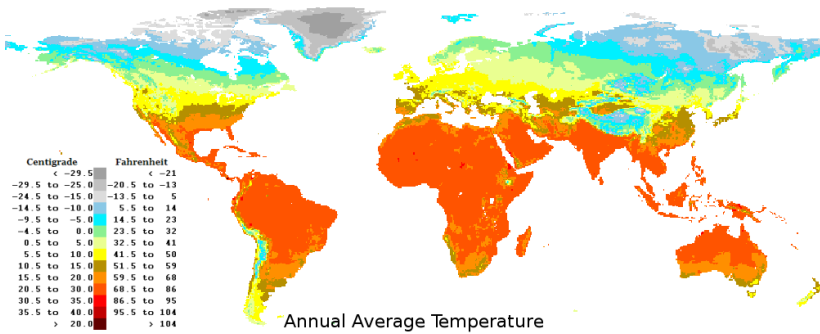 Centigrade Fahrenheit
< -29.5 < -21
-29.5 to -25.0 -20.5 to -13
-24.5 to -15.0 -13.5 to 5
-14.5 to -10.0 5.5 to 14
-9.5 to -5.0 14.5 to 23
-4.5 to 0.0 23.5 to 32
0.5 to 5.0 32.5 to 41
5.5 to 10.0 41.5 to 50
10.5 to 15.0 51.5 to 59
15.5 to 20.0 59.5 to 68
20.5 to 30.0 68.5 to 86
30.5 to 35.0 86.5 to 95
35.5 to 40.0 95.5 to 104
> 20.0 > 104
Annual Average Temperature